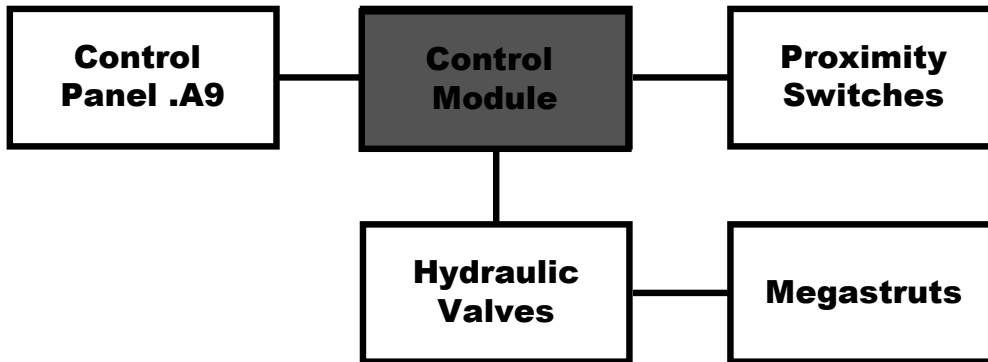 Control
Panel .A9
Control
Module
Proximity
Switches
Hydraulic
Valves
Megastruts